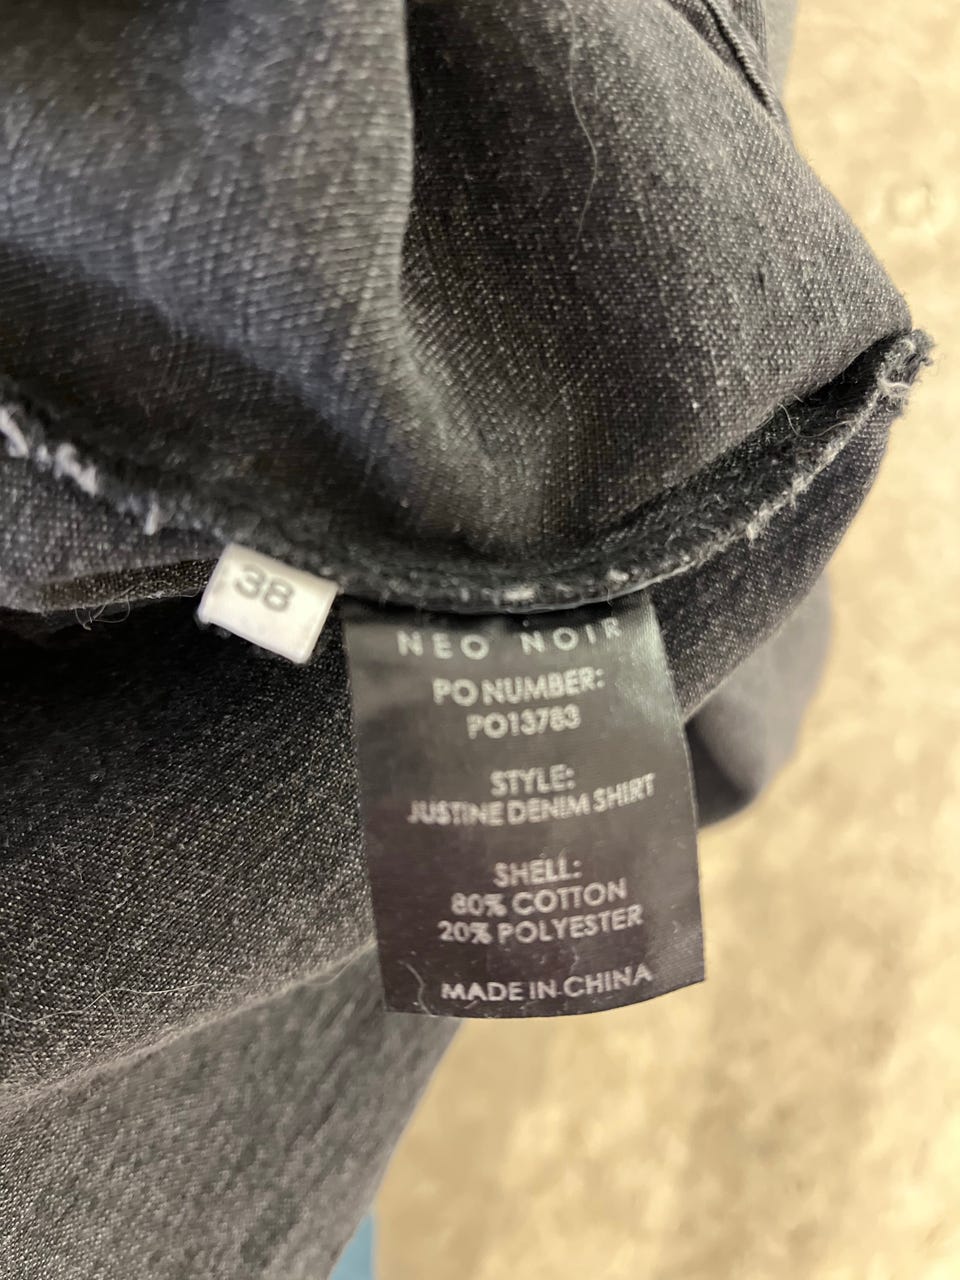 38
NEO NOIR
PO NUMBER:
PO13783
STYLE:
JUSTINE DENIM SHIRT
SHELL:
80% COTTON
20% POLYESTER
MADE IN CHINA